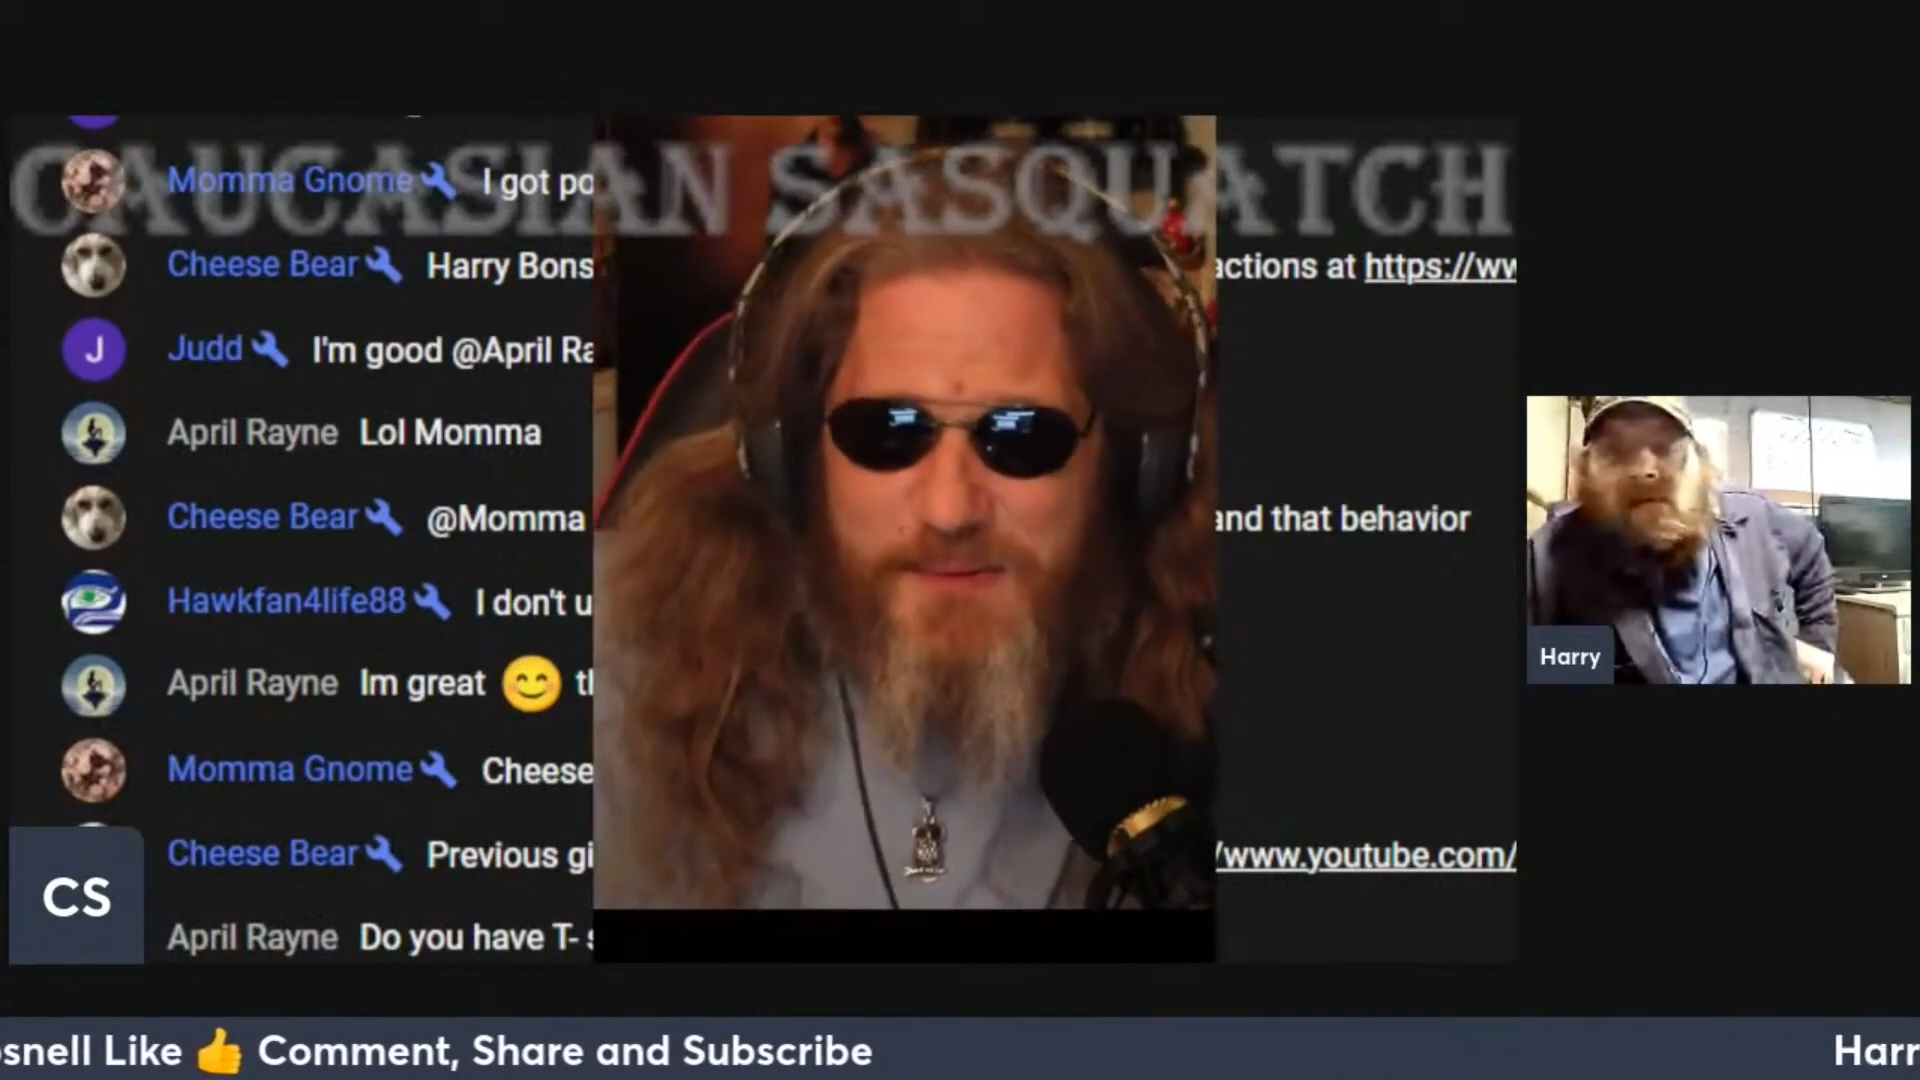 CAUCASIAN SASQUATCH
Momma Gnome I got po
Cheese Bear Harry Bons actions at https://ww
J Judd I'm good @April Ra
April Rayne Lol Momma
Cheese Bear @Momma and that behavior
Hawkfan4life88 I don't u
April Rayne Im great 😊 th
Momma Gnome Cheese
Cheese Bear Previous gi /www.youtube.com/
April Rayne Do you have T- s
CS
Harry
snell Like 👍 Comment, Share and Subscribe
Harr